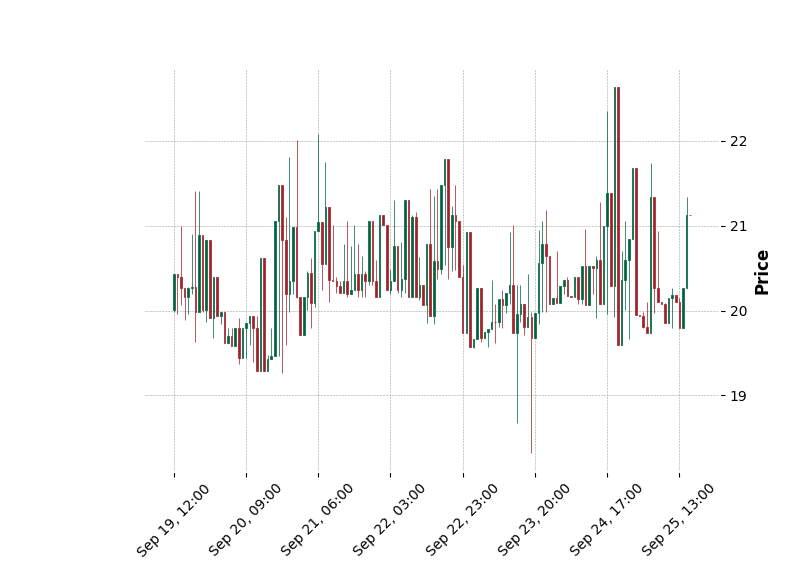 22
21
20
19
Price
Sep 19, 12:00
Sep 20, 09:00
Sep 21, 06:00
Sep 22, 03:00
Sep 22, 23:00
Sep 23, 20:00
Sep 24, 17:00
Sep 25, 13:00